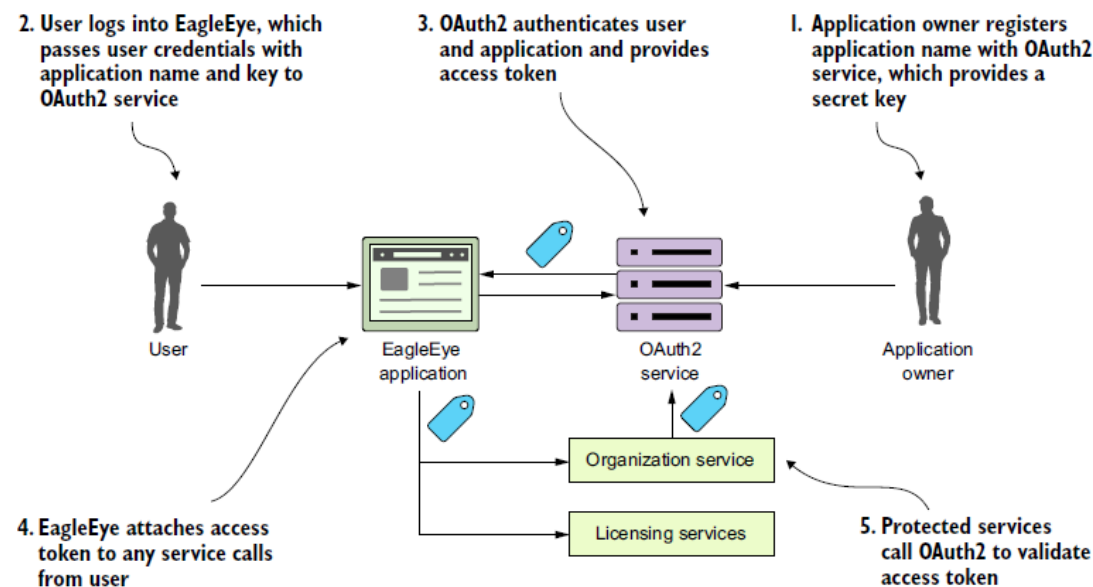 2. User logs into EagleEye, which
passes user credentials with
application name and key to
OAuth2 service
3. OAuth2 authenticates user
and application and provides
access token
1. Application owner registers
application name with OAuth2
service, which provides a
secret key
User
EagleEye
application
OAuth2
service
Application
owner
Organization service
Licensing services
4. EagleEye attaches access
token to any service calls
from user
5. Protected services
call OAuth2 to validate
access token